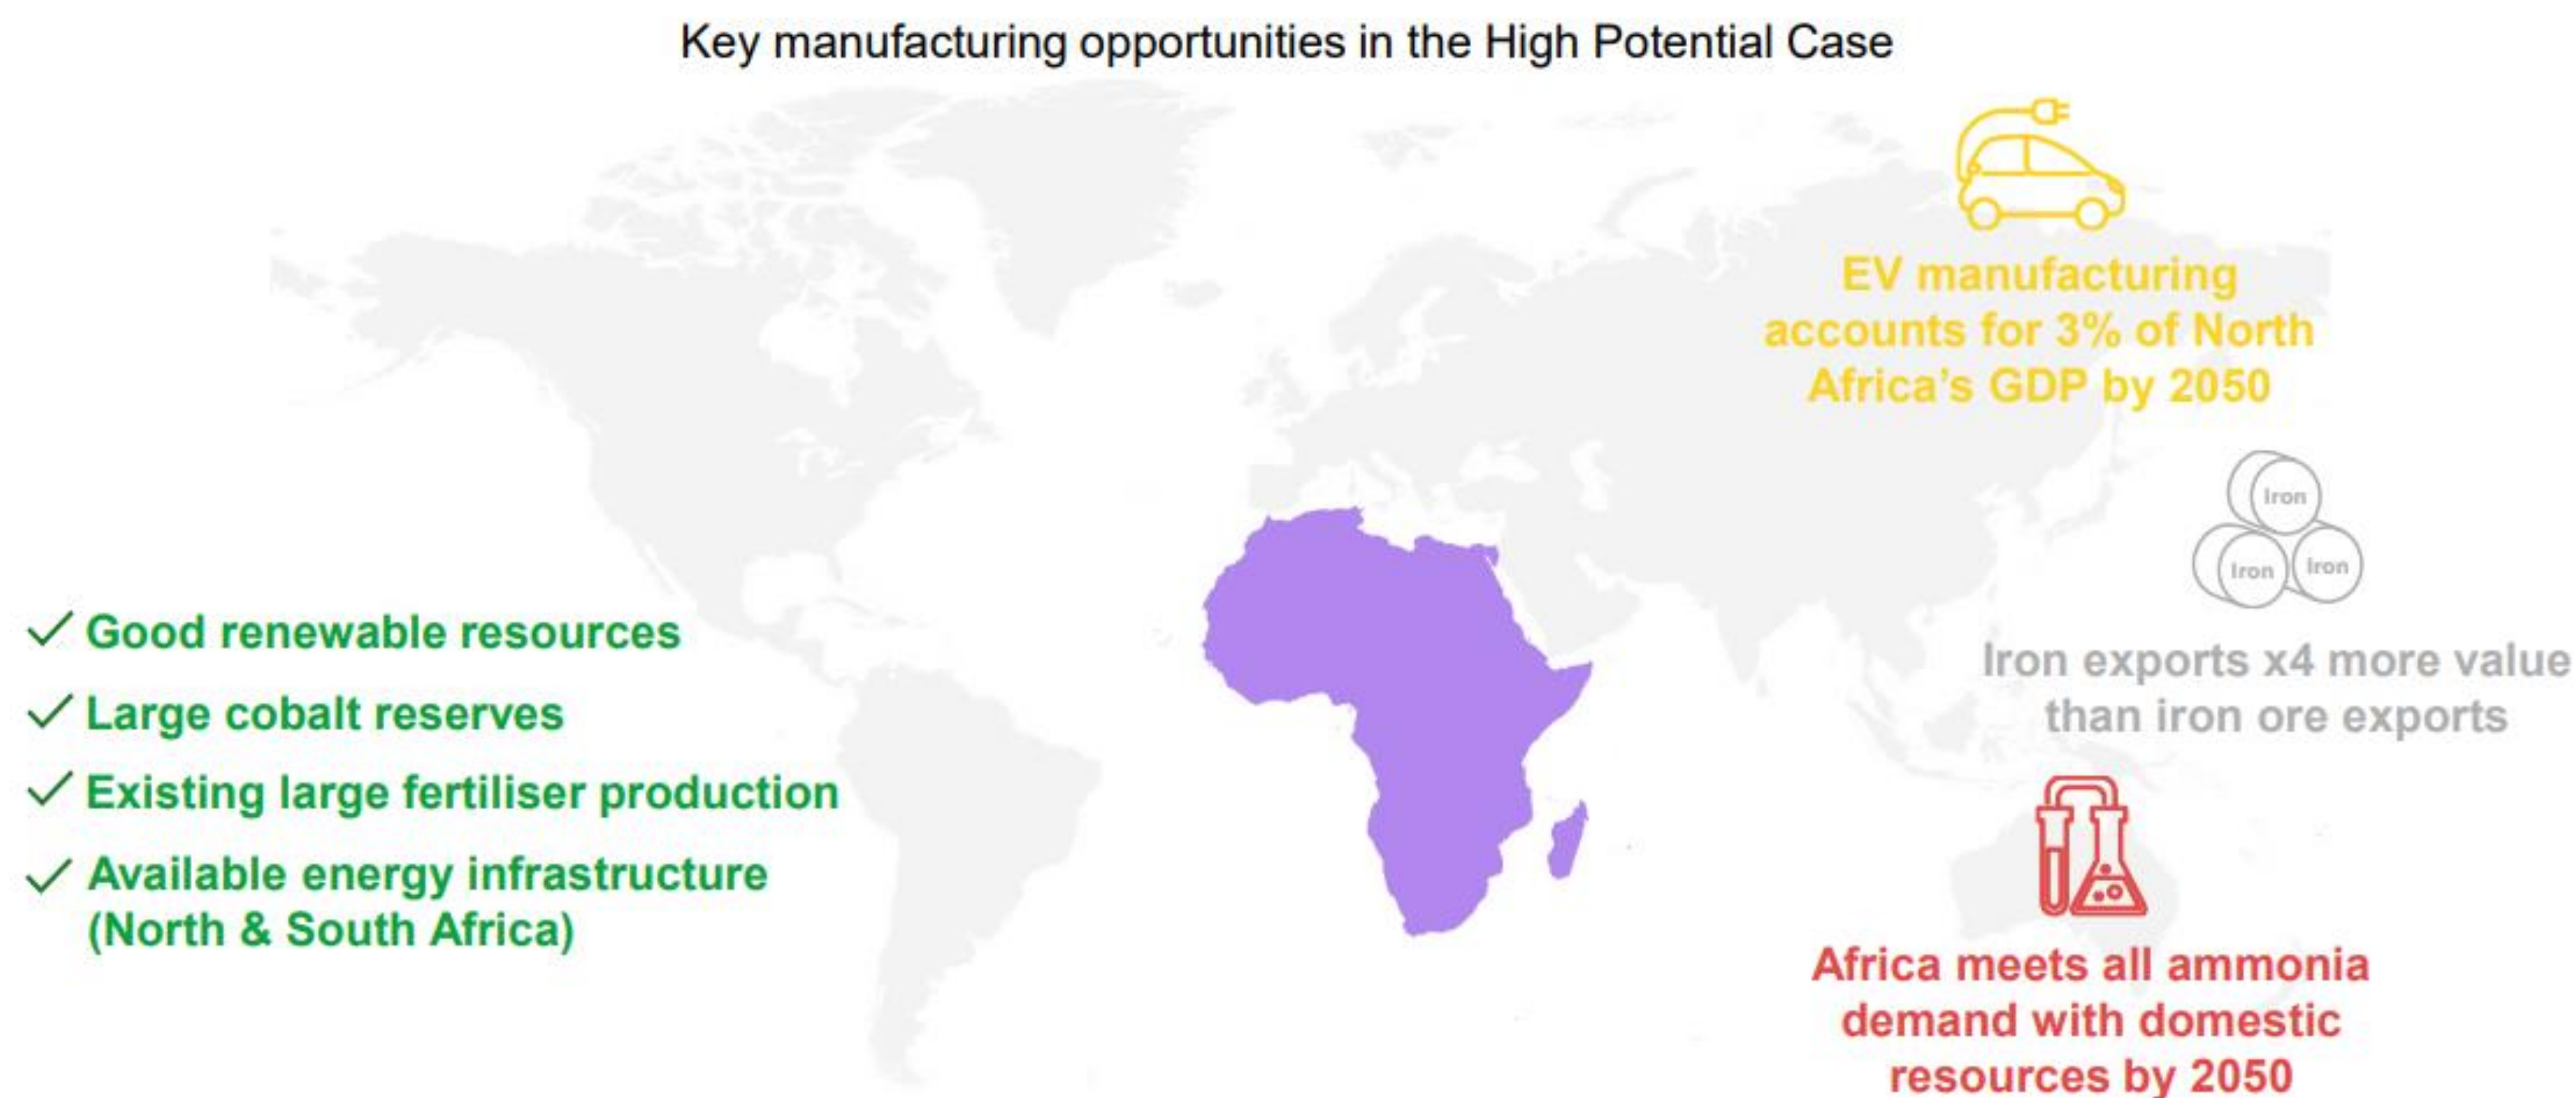 Key manufacturing opportunities in the High Potential Case
EV manufacturing
accounts for 3% of North
Africa's GDP by 2050
Iron
Iron
Iron
Iron exports x4 more value
than iron ore exports
Good renewable resources
Large cobalt reserves
Existing large fertiliser production
Available energy infrastructure
(North & South Africa)
Africa meets all ammonia
demand with domestic
resources by 2050